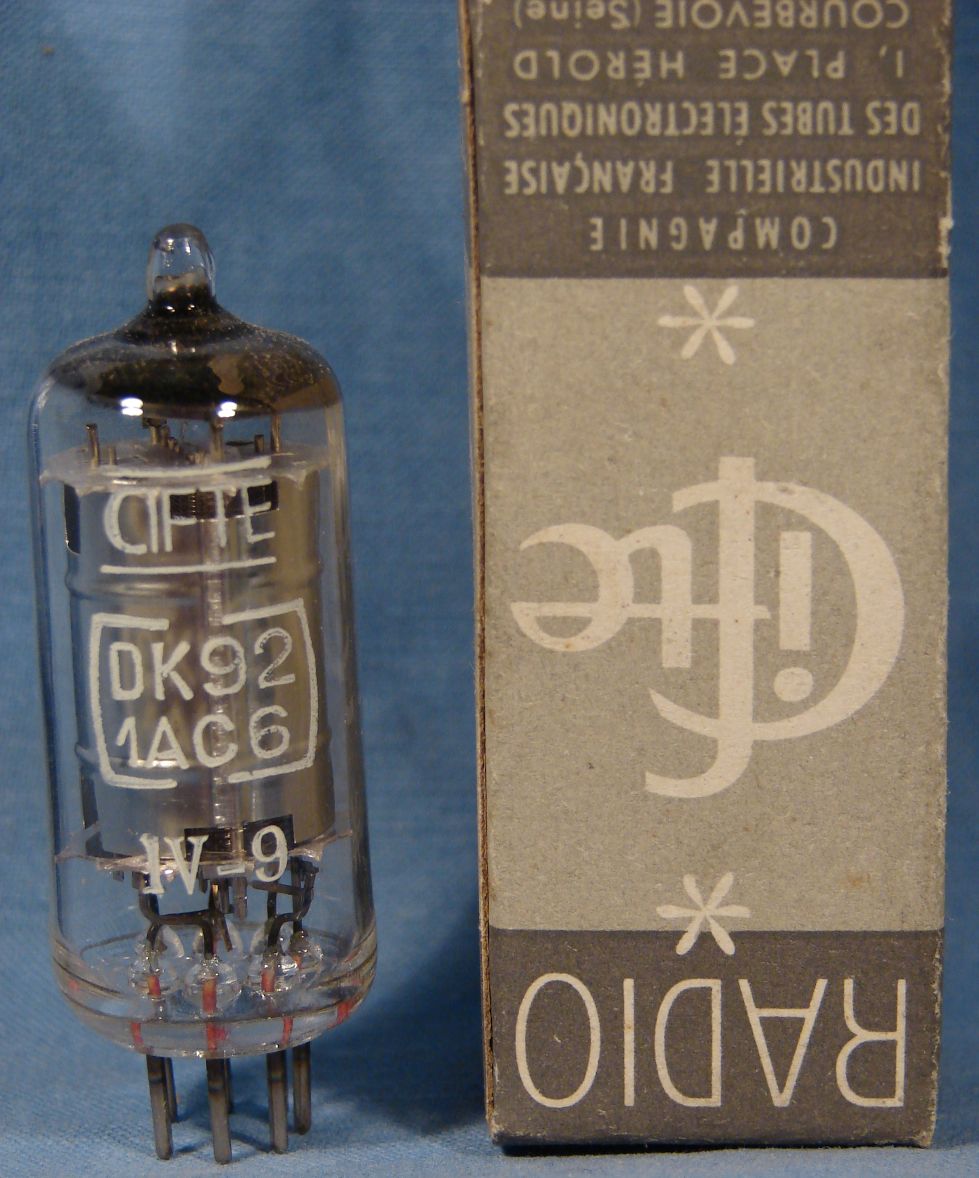 CIFTE
DK92
1AC6
IV-9
RADIO
Cifte
COMPAGNIE
INDUSTRIELLE FRANÇAISE
DES TUBES ÉLECTRONIQUES
1, PLACE HÉROLD
COURBEVOIE (Seine)